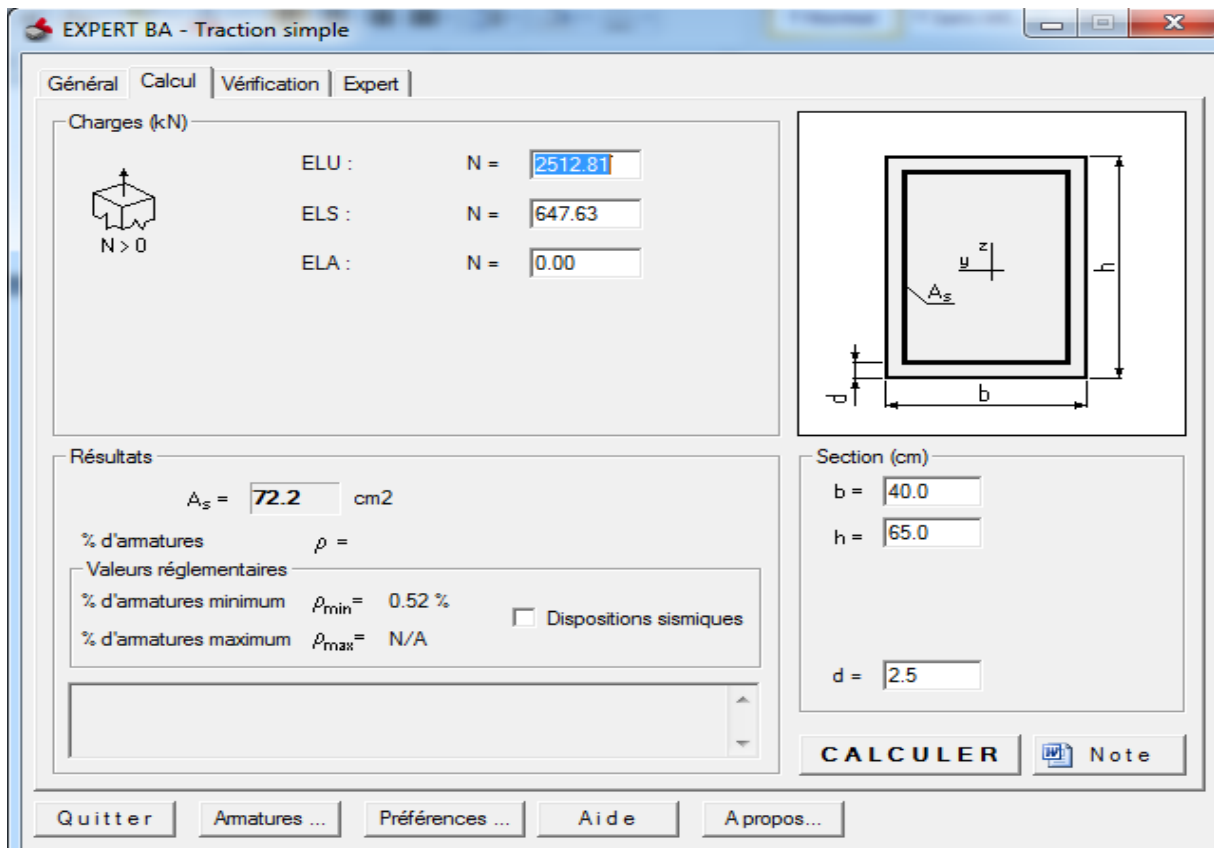 EXPERT BA - Traction simple
Général Calcul Vérification Expert
Charges (kN)
N > 0
ELU : N = 2512.81
ELS : N = 647.63
ELA : N = 0.00
z
y
As
h
d
b
Résultats
As = 72.2 cm2
% d'armatures ρ =
Valeurs réglementaires
% d'armatures minimum ρmin= 0.52 %
% d'armatures maximum ρmax= N/A
Dispositions sismiques
Section (cm)
b = 40.0
h = 65.0
d = 2.5
CALCULER Note
Quitter Armatures ... Préférences ... Aide A propos...